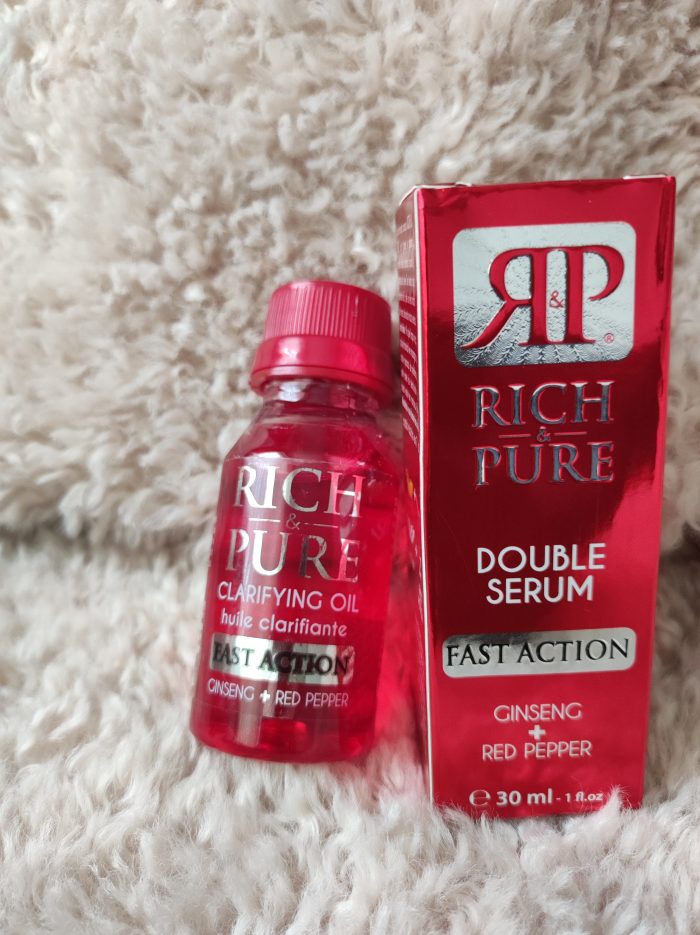 RICH
&
PURE
CLARIFYING OIL
huile clarifiante
FAST ACTION
GINSENG + RED PEPPER
R&P®
RICH
&
PURE
DOUBLE
SERUM
FAST ACTION
GINSENG
+
RED PEPPER
℮ 30 ml - 1 fl.oz